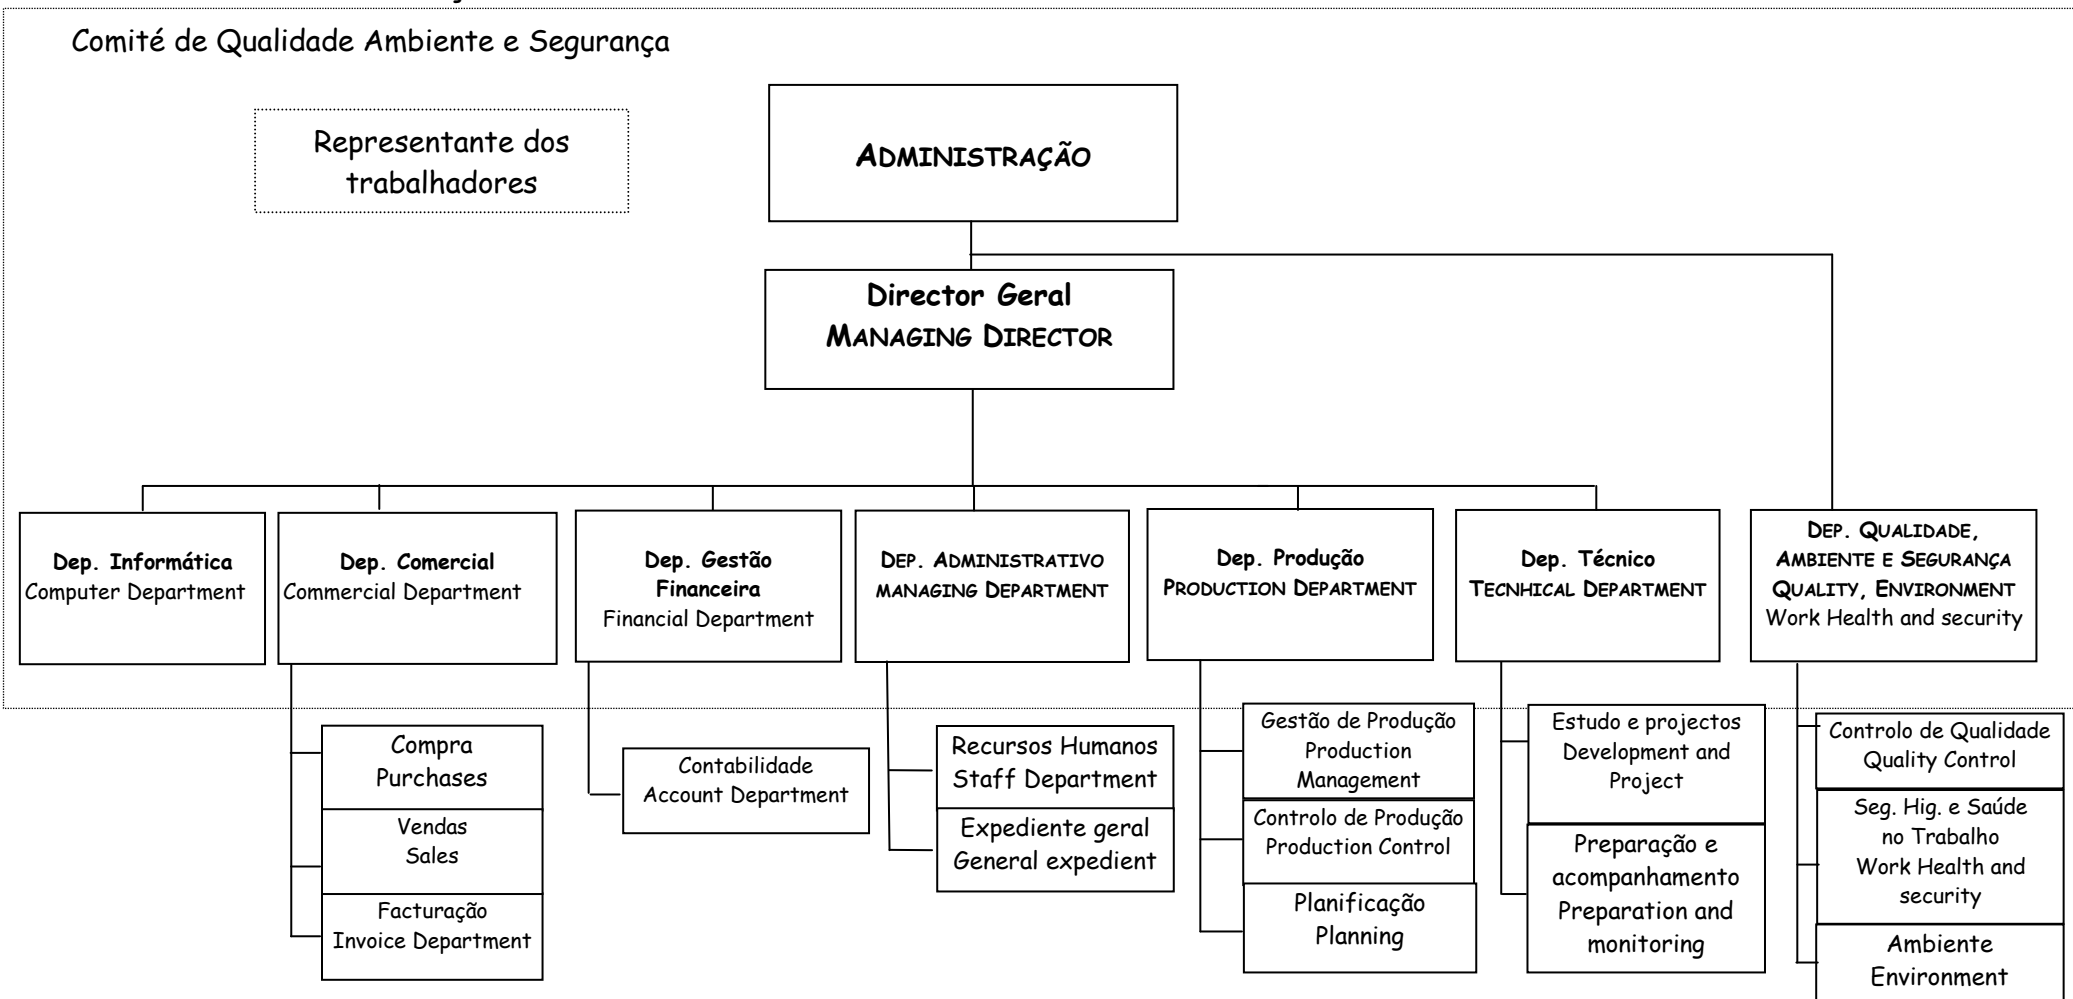 Comité de Qualidade Ambiente e Segurança
Representante dos
trabalhadores
ADMINISTRAÇÃO
Director Geral
MANAGING DIRECTOR
Dep. Informática
Computer Department
Dep. Comercial
Commercial Department
Dep. Gestão
Financeira
Financial Department
DEP. ADMINISTRATIVO
MANAGING DEPARTMENT
Dep. Produção
PRODUCTION DEPARTMENT
Dep. Técnico
TECNHICAL DEPARTMENT
DEP. QUALIDADE,
AMBIENTE E SEGURANÇA
QUALITY, ENVIRONMENT
Work Health and security
Compra
Purchases
Vendas
Sales
Facturação
Invoice Department
Contabilidade
Account Department
Recursos Humanos
Staff Department
Expediente geral
General expedient
Gestão de Produção
Production
Management
Controlo de Produção
Production Control
Planificação
Planning
Estudo e projectos
Development and
Project
Preparação e
acompanhamento
Preparation and
monitoring
Controlo de Qualidade
Quality Control
Seg. Hig. e Saúde
no Trabalho
Work Health and
security
Ambiente
Environment